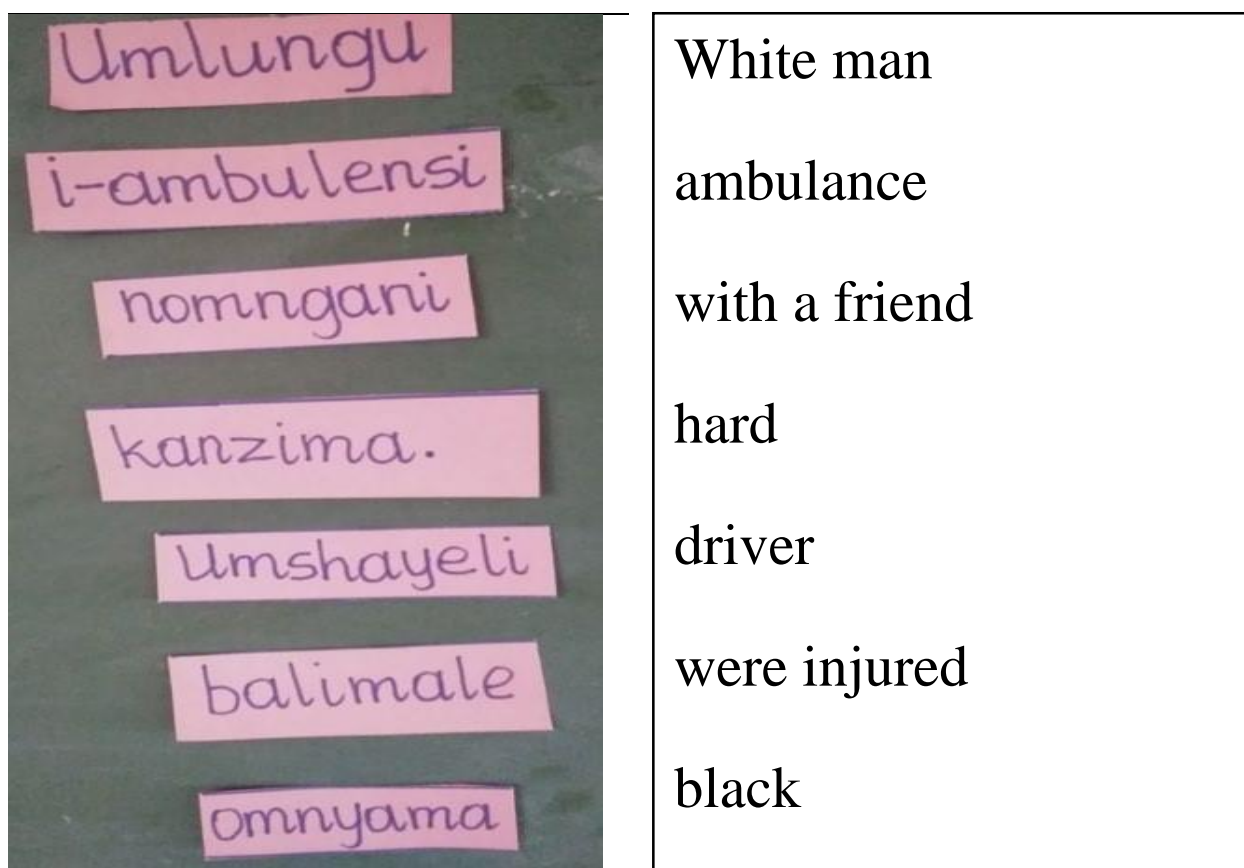 Umlungu
i-ambulensi
nomngani
kanzima.
Umshayeli
balimale
omnyama
White man
ambulance
with a friend
hard
driver
were injured
black